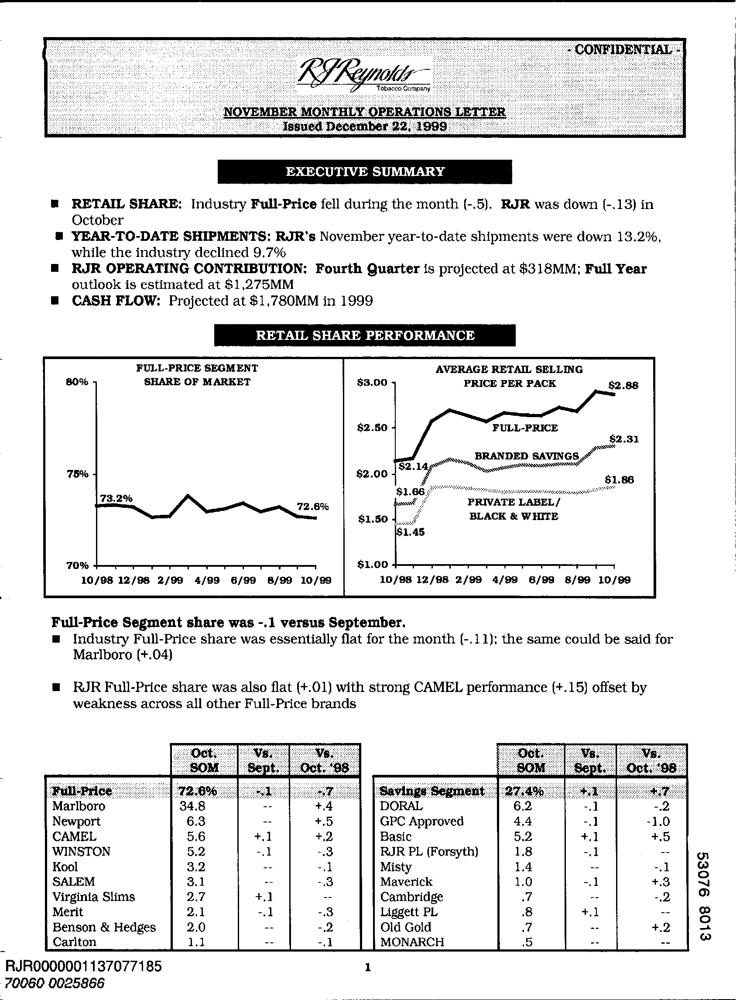 - CONFIDENTIAL -
RJReynolds
Tobacco Company
NOVEMBER MONTHLY OPERATIONS LETTER
Issued December 22, 1999
EXECUTIVE SUMMARY
■ RETAIL SHARE: Industry Full-Price fell during the month (-.5). RJR was down (-.13) in
October
■ YEAR-TO-DATE SHIPMENTS: RJR's November year-to-date shipments were down 13.2%,
while the industry declined 9.7%
■ RJR OPERATING CONTRIBUTION: Fourth Quarter is projected at $318MM; Full Year
outlook is estimated at $1,275MM
■ CASH FLOW: Projected at $1,780MM in 1999
RETAIL SHARE PERFORMANCE
FULL-PRICE SEGMENT
SHARE OF MARKET
80%
75%
70%
73.2%
72.6%
10/98 12/98 2/99 4/99 6/99 8/99 10/99
AVERAGE RETAIL SELLING
PRICE PER PACK
$3.00
$2.50
$2.00
$1.50
$1.00
$2.88
FULL-PRICE
$2.31
BRANDED SAVINGS
$2.14
$1.86
$1.66
PRIVATE LABEL/
BLACK & WHITE
$1.45
10/98 12/98 2/99 4/99 6/99 8/99 10/99
Full-Price Segment share was -.1 versus September.
■ Industry Full-Price share was essentially flat for the month (-.11); the same could be said for
Marlboro (+.04)
■ RJR Full-Price share was also flat (+.01) with strong CAMEL performance (+.15) offset by
weakness across all other Full-Price brands
Oct. SOM Vs. Sept. Vs. Oct. '98
Full-Price 72.6% -.1 -.7
Marlboro 34.8 -- +.4
Newport 6.3 -- +.5
CAMEL 5.6 +.1 +.2
WINSTON 5.2 -.1 -.3
Kool 3.2 -- -.1
SALEM 3.1 -- -.3
Virginia Slims 2.7 +.1 --
Merit 2.1 -.1 -.3
Benson & Hedges 2.0 -- -.2
Carlton 1.1 -- -.1
Oct. SOM Vs. Sept. Vs. Oct. '98
Savings Segment 27.4% +.1 +.7
DORAL 6.2 -.1 -.2
GPC Approved 4.4 -.1 -1.0
Basic 5.2 +.1 +.5
RJR PL (Forsyth) 1.8 -.1 --
Misty 1.4 -- -.1
Maverick 1.0 -.1 +.3
Cambridge .7 -- -.2
Liggett PL .8 +.1 --
Old Gold .7 -- +.2
MONARCH .5 -- --
53076 8013
RJR0000001137077185
70060 0025866
1